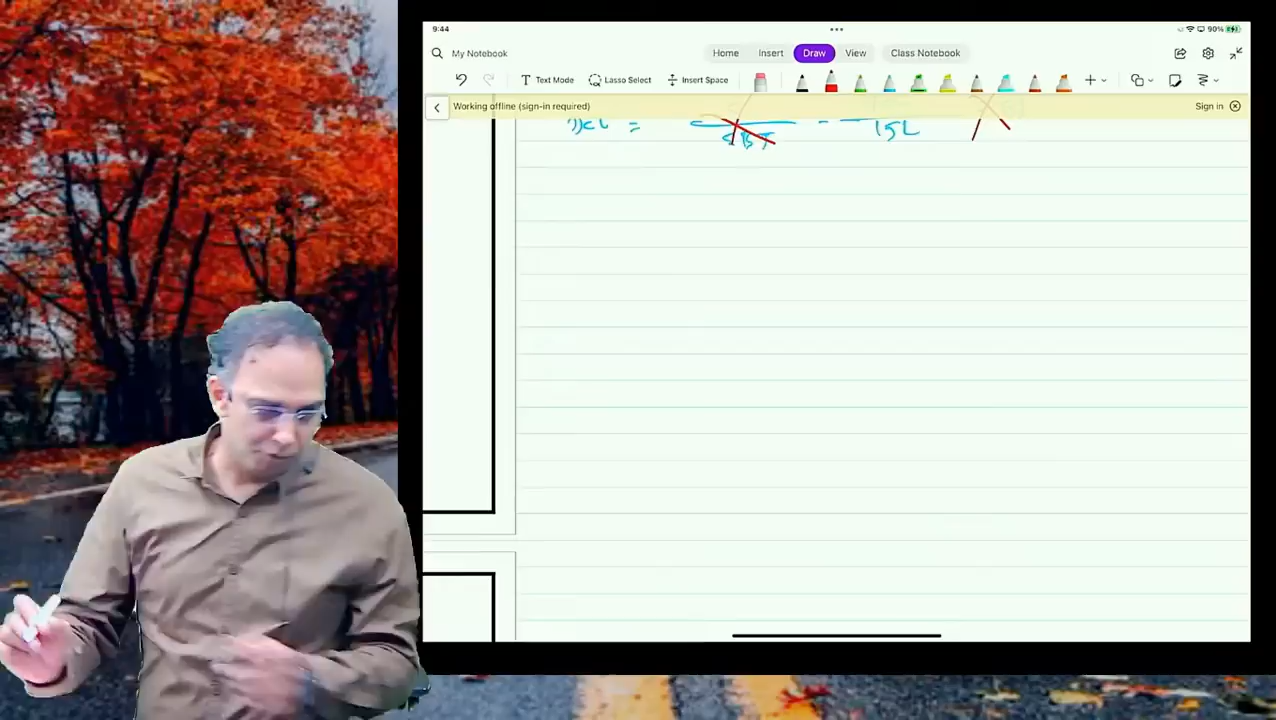 9:44
90%
My Notebook
Home Insert Draw View Class Notebook
Text Mode Lasso Select Insert Space
Working offline (sign-in required)
Sign in
= - 15L